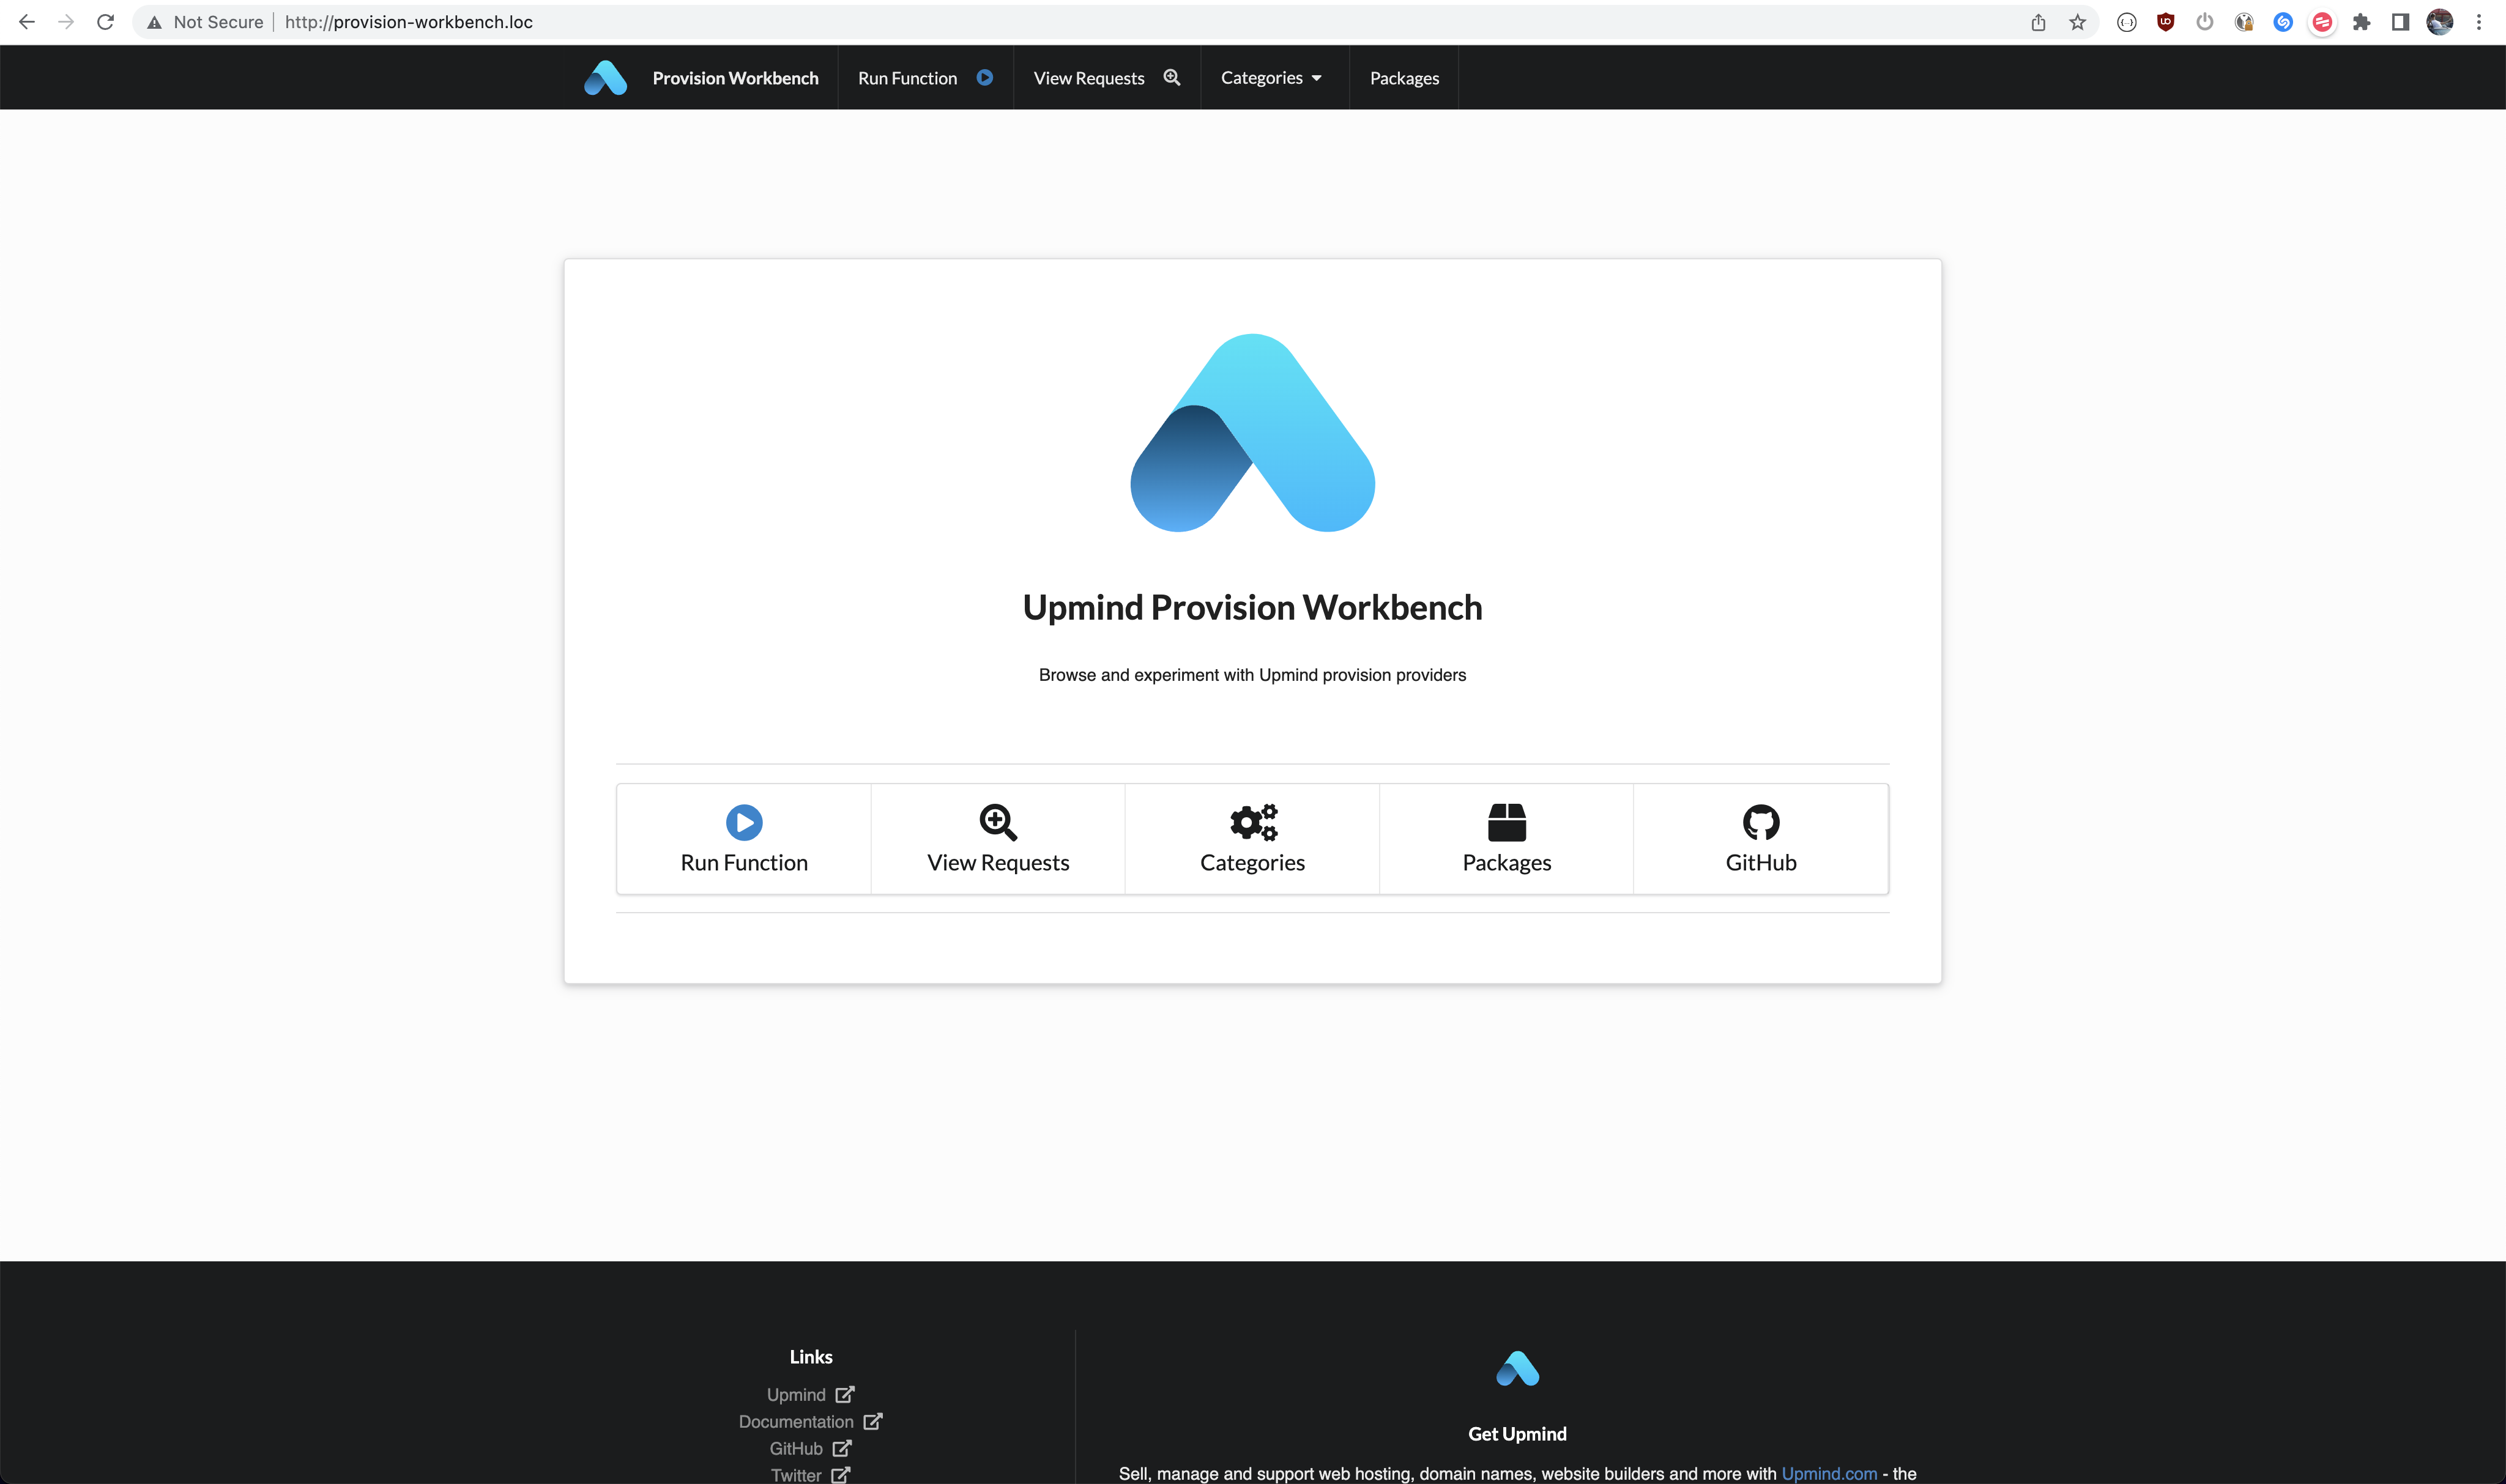 Not Secure http://provision-workbench.loc
Provision Workbench Run Function View Requests Categories Packages
Upmind Provision Workbench
Browse and experiment with Upmind provision providers
Run Function View Requests Categories Packages GitHub
Links
Upmind
Documentation
GitHub
Twitter
Get Upmind
Sell, manage and support web hosting, domain names, website builders and more with Upmind.com - the